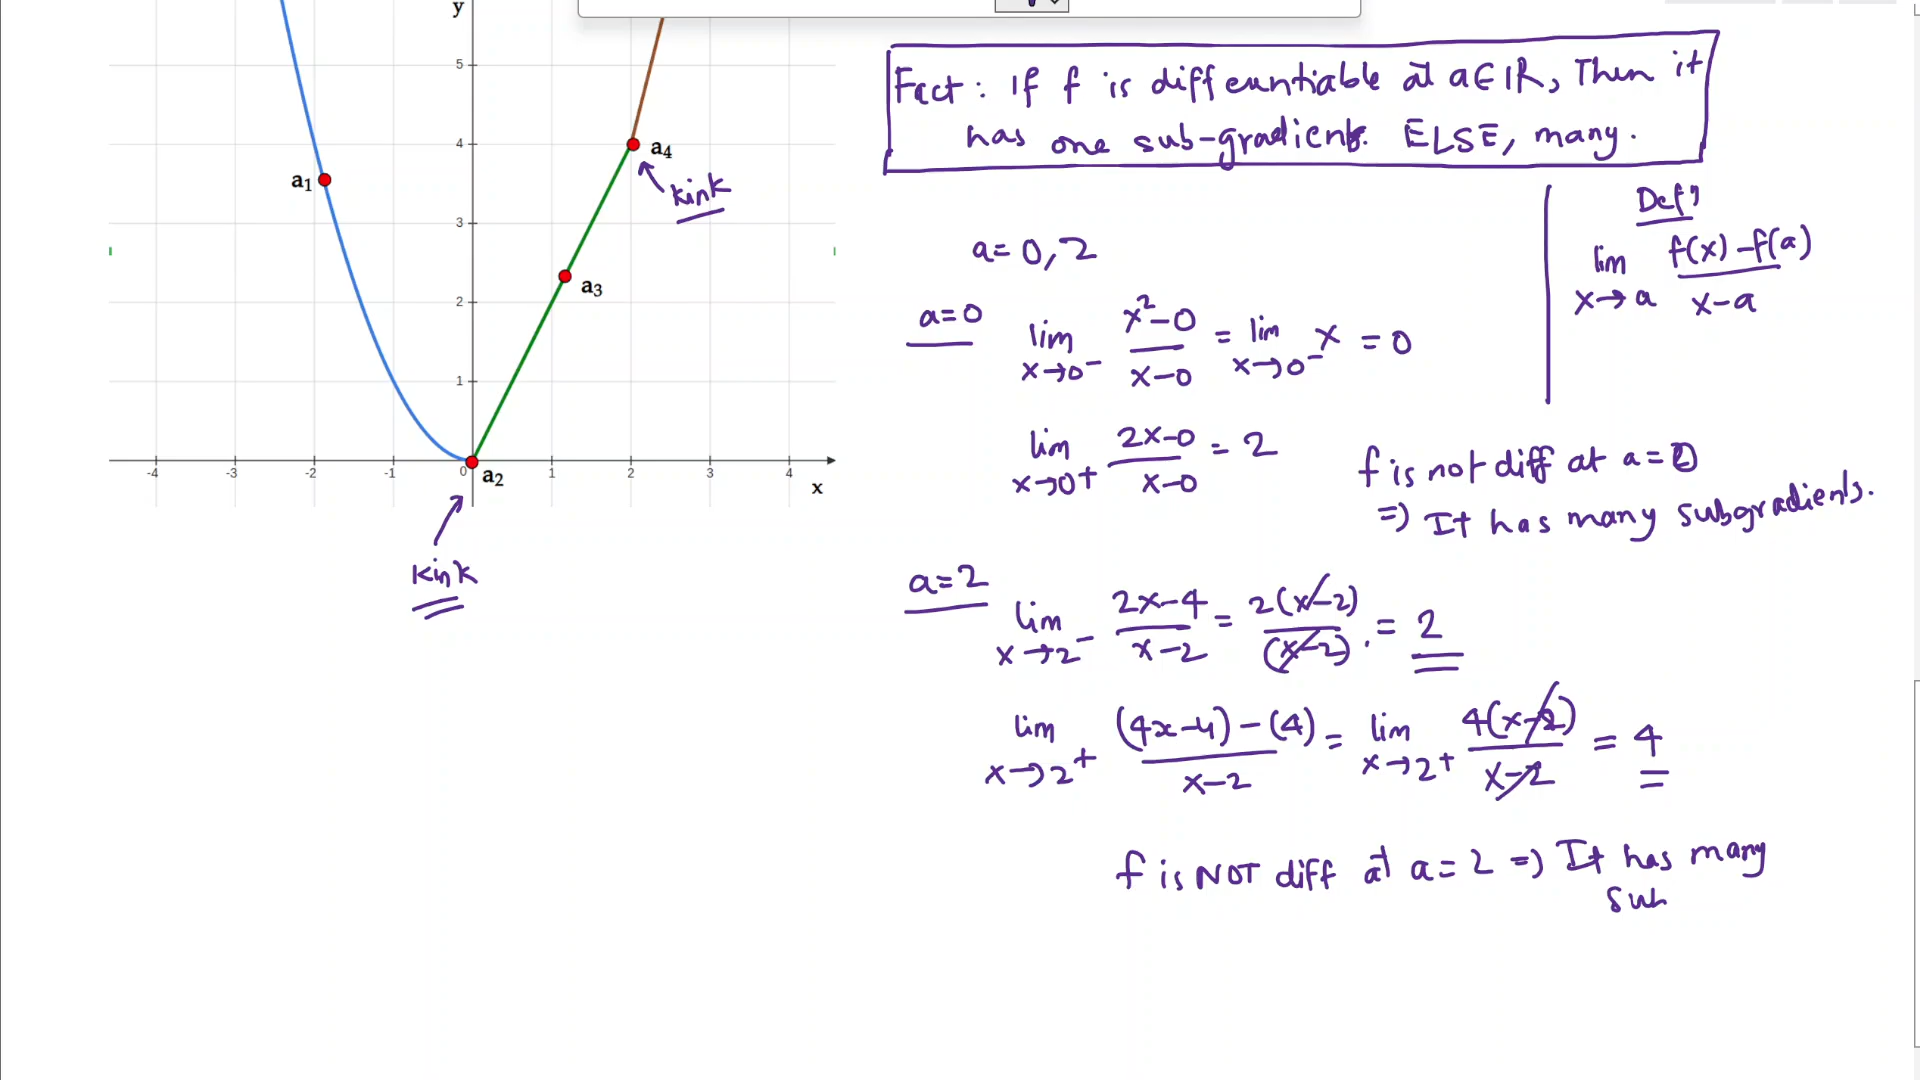 y
5
4
3
2
1
-4 -3 -2 -1 0 1 2 3 4
x
a1
a2
a3
a4
kink
kink
Fact: If f is differentiable at a∈IR, Then it
has one sub-gradient. ELSE, many.
Defn
lim x→a f(x)-f(a) / x-a
a=0,2
a=0
lim x→0⁻ x²-0 / x-0 = lim x→0⁻ x = 0
lim x→0+ 2x-0 / x-0 = 2
f is not diff at a=0
=) It has many subgradients.
a=2
lim x→2⁻ 2x-4 / x-2 = 2(x-2) / (x-2). = 2
lim x→2+ (4x-4)-(4) / x-2 = lim x→2+ 4(x-2) / x-2 = 4
f is NOT diff at a=2 =) It has many
sub